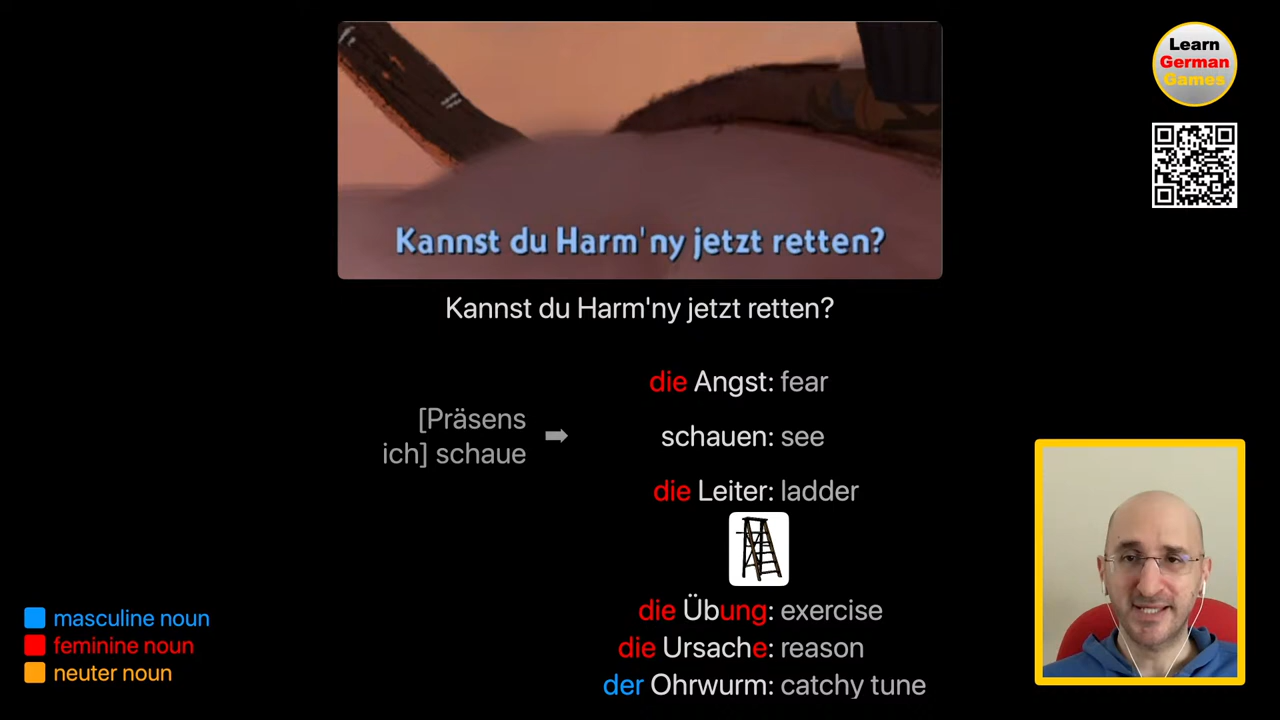 Learn
German
Games
Kannst du Harm'ny jetzt retten?
Kannst du Harm'ny jetzt retten?
die Angst: fear
[Präsens
ich] schaue ➡ schauen: see
die Leiter: ladder
die Übung: exercise
die Ursache: reason
der Ohrwurm: catchy tune
masculine noun
feminine noun
neuter noun